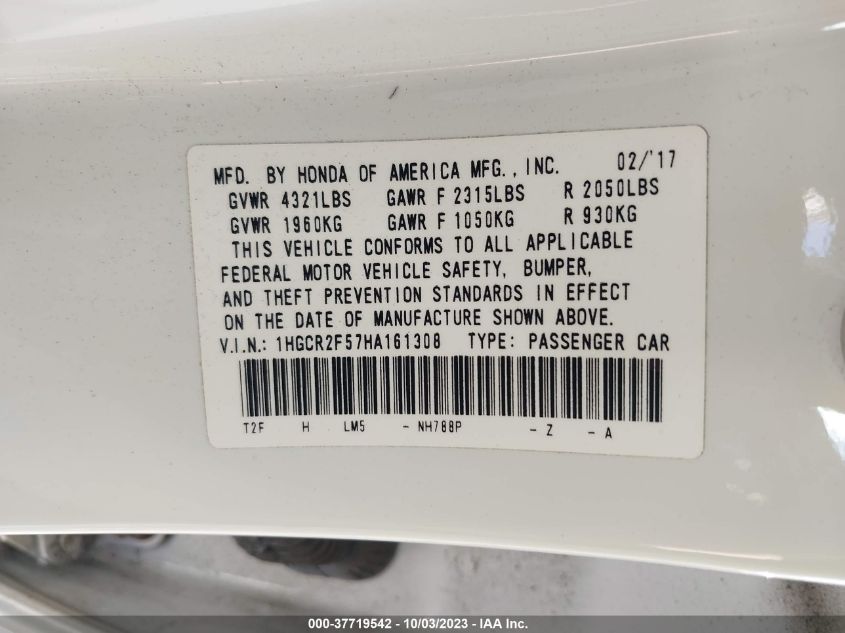 MFD. BY HONDA OF AMERICA MFG., INC. 02/'17
GVWR 4321LBS GAWR F 2315LBS R 2050LBS
GVWR 1960KG GAWR F 1050KG R 930KG
THIS VEHICLE CONFORMS TO ALL APPLICABLE
FEDERAL MOTOR VEHICLE SAFETY, BUMPER,
AND THEFT PREVENTION STANDARDS IN EFFECT
ON THE DATE OF MANUFACTURE SHOWN ABOVE.
V.I.N.: 1HGCR2F57HA161308 TYPE: PASSENGER CAR
T2F H LM5 - NH788P - Z - A
000-37719542 - 10/03/2023 - IAA Inc.